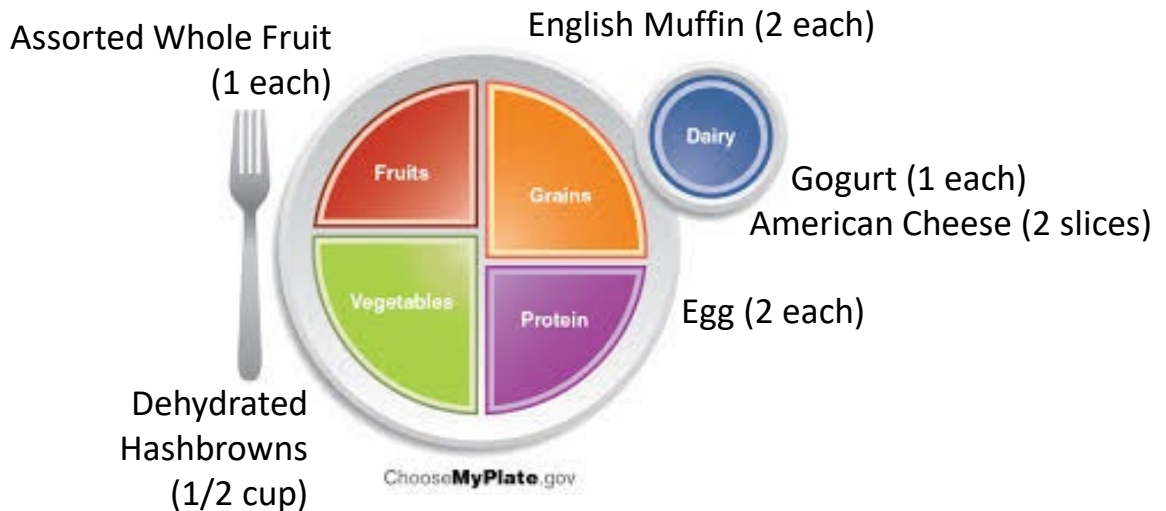 Assorted Whole Fruit
(1 each)
English Muffin (2 each)
Fruits
Grains
Dairy
Gogurt (1 each)
American Cheese (2 slices)
Vegetables
Protein
Egg (2 each)
Dehydrated
Hashbrowns
(1/2 cup)
ChooseMyPlate.gov